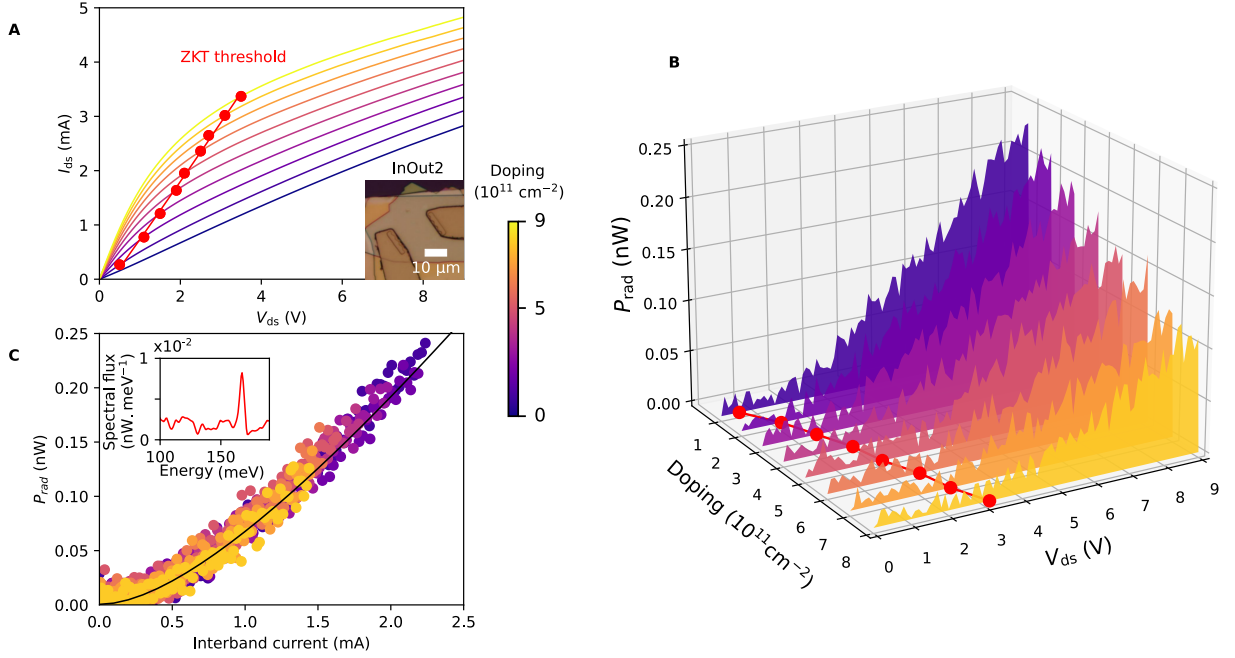 A
5
4
3
2
1
0
I_ds (mA)
ZKT threshold
InOut2
10 µm
0
2
4
6
8
V_ds (V)
Doping
(10¹¹ cm⁻²)
9
5
0
C
0.25
0.20
0.15
0.10
0.05
0.00
P_rad (nW)
x10⁻²
1
0
Spectral flux
(nW. meV⁻¹)
100
150
Energy (meV)
0.0
0.5
1.0
1.5
2.0
2.5
Interband current (mA)
B
0.25
0.20
0.15
0.10
0.05
0.00
P_rad (nW)
1
2
3
4
5
6
7
8
Doping (10¹¹cm⁻²)
0
1
2
3
4
5
6
7
8
9
V_ds (V)